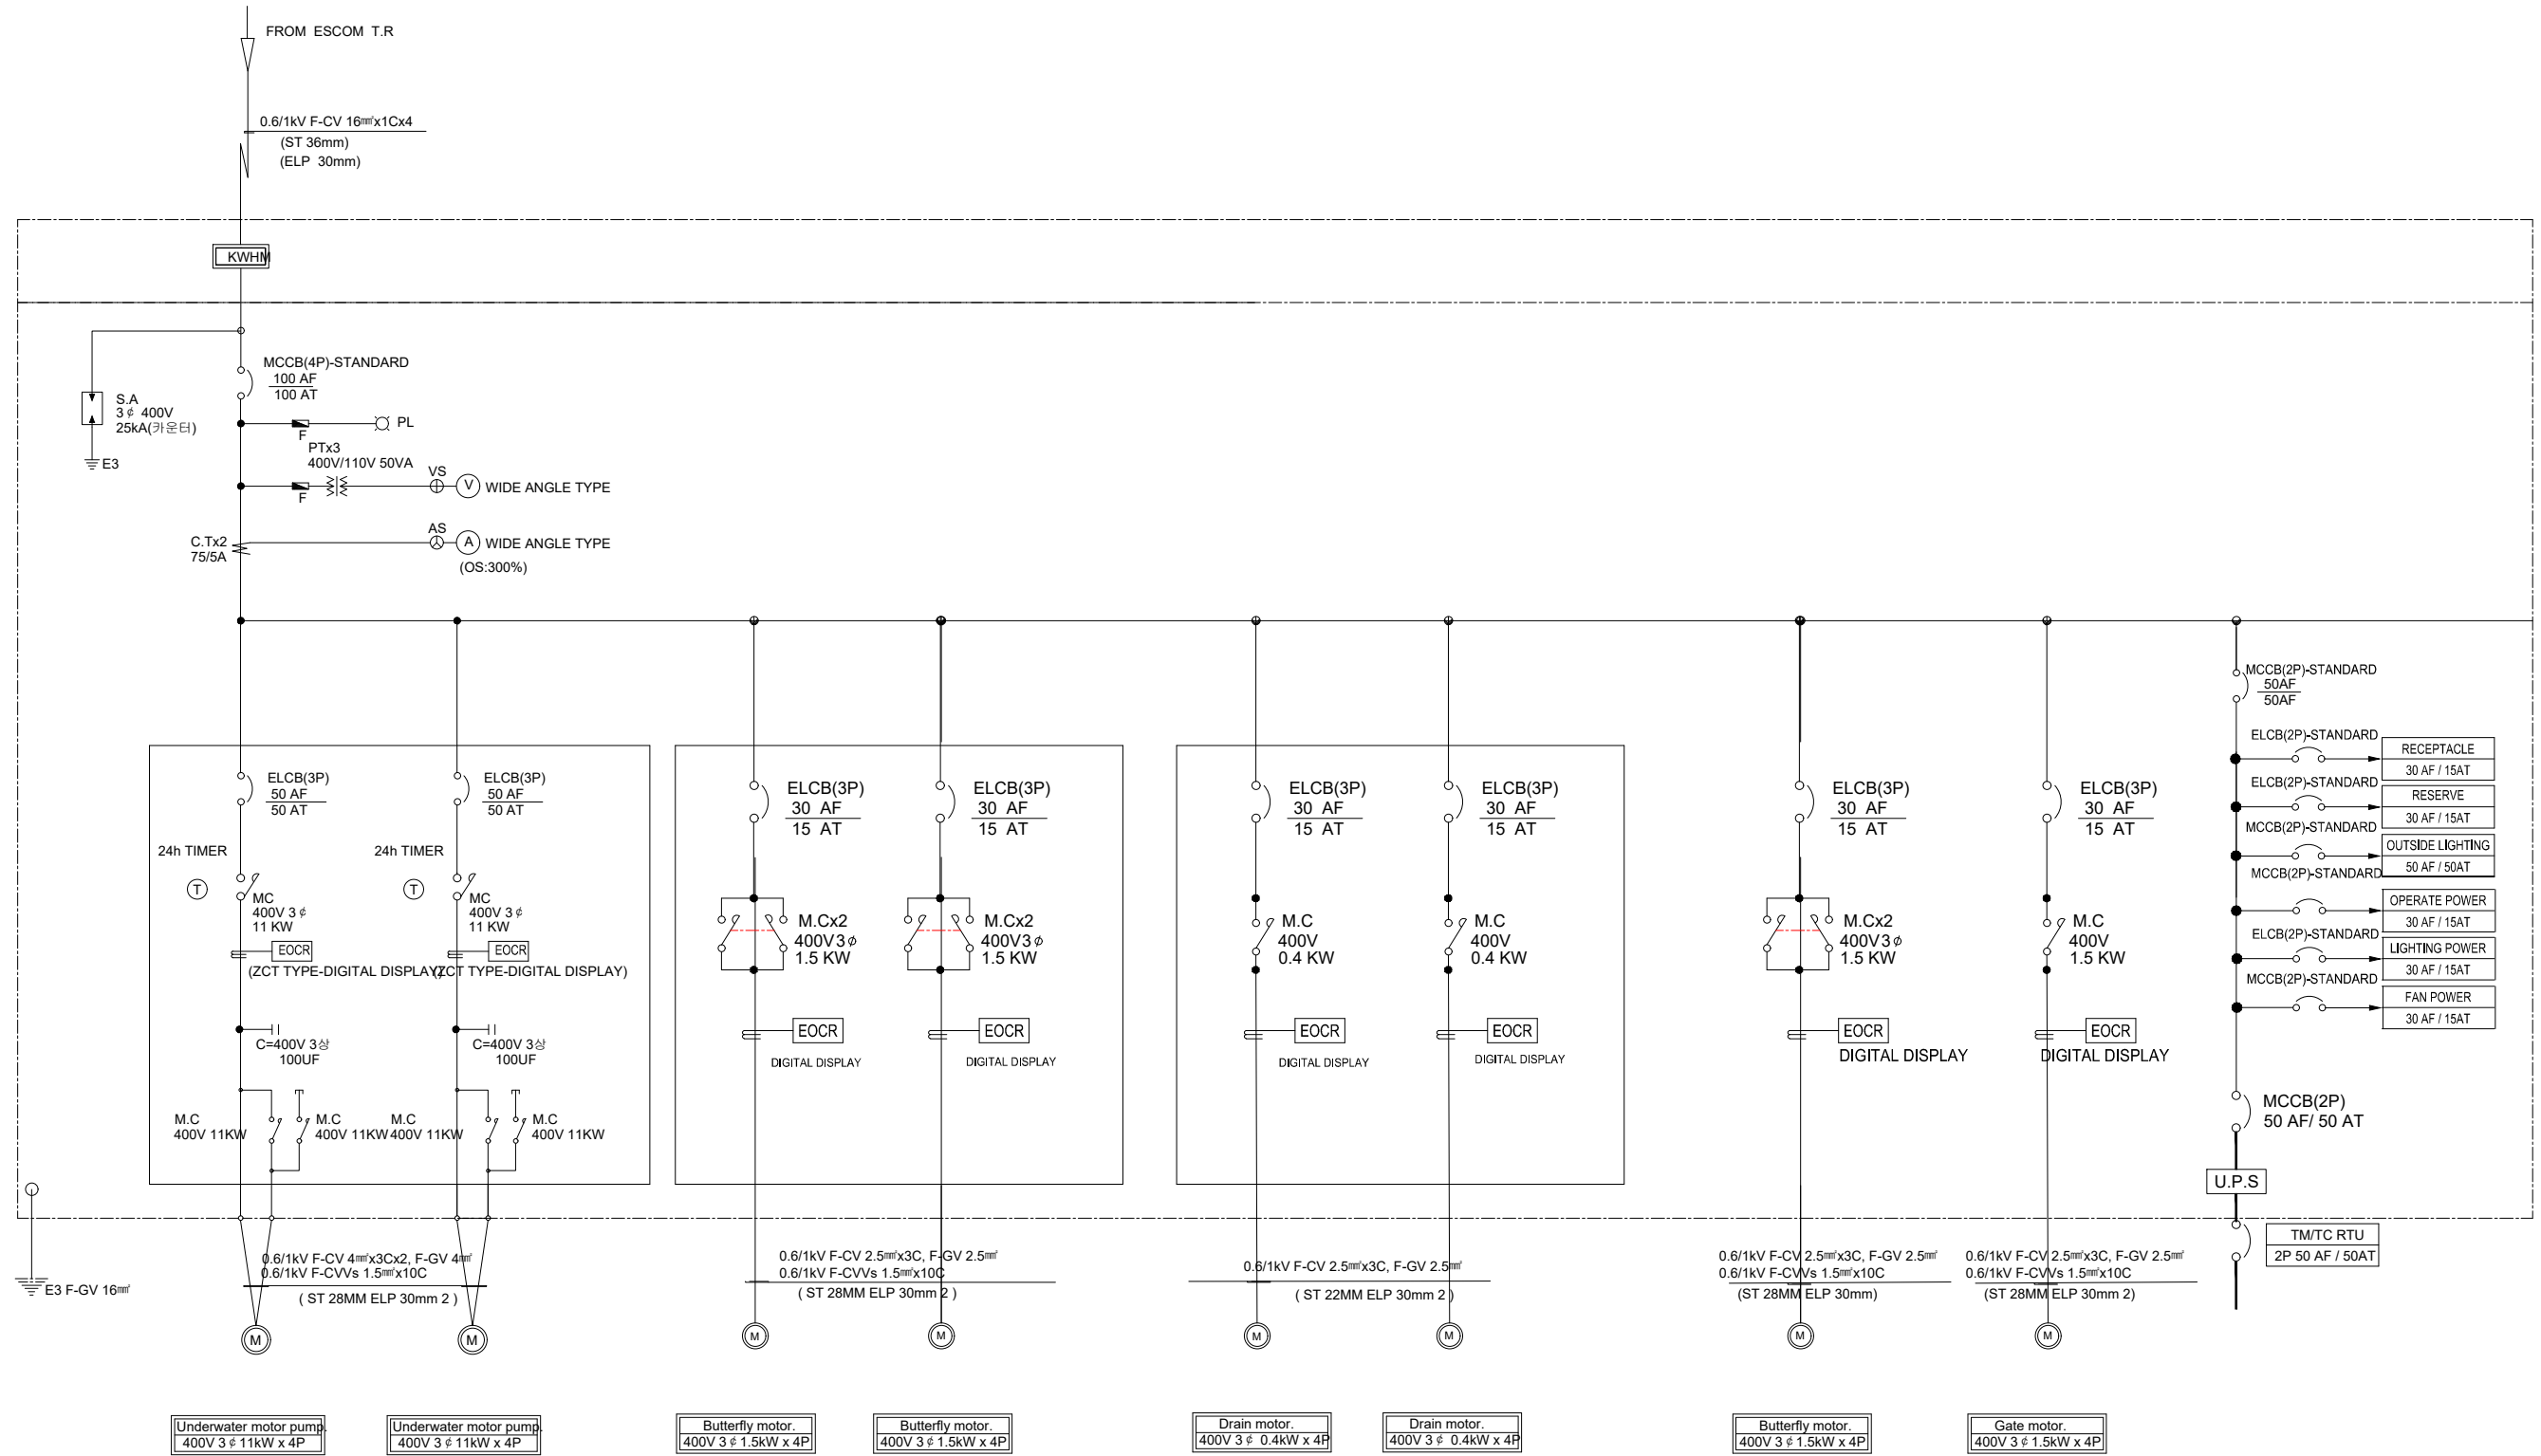 FROM ESCOM T.R
0.6/1kV F-CV 16㎟x1Cx4
(ST 36mm)
(ELP 30mm)
KWHM
MCCB(4P)-STANDARD
100 AF
100 AT
S.A
3 ¢ 400V
25kA(카운터)
E3
F
PL
PTx3
400V/110V 50VA
F
VS
V
WIDE ANGLE TYPE
C.Tx2
75/5A
AS
A
WIDE ANGLE TYPE
(OS:300%)
ELCB(3P)
50 AF
50 AT
24h TIMER
T
MC
400V 3 ¢
11 KW
EOCR
(ZCT TYPE-DIGITAL DISPLAY)
C=400V 3상
100UF
M.C
400V 11KW
M.C
400V 11KW
ELCB(3P)
50 AF
50 AT
24h TIMER
T
MC
400V 3 ¢
11 KW
EOCR
(ZCT TYPE-DIGITAL DISPLAY)
C=400V 3상
100UF
M.C
400V 11KW
M.C
400V 11KW
ELCB(3P)
30 AF
15 AT
M.Cx2
400V3 ¢
1.5 KW
EOCR
DIGITAL DISPLAY
ELCB(3P)
30 AF
15 AT
M.Cx2
400V3 ¢
1.5 KW
EOCR
DIGITAL DISPLAY
ELCB(3P)
30 AF
15 AT
M.C
400V
0.4 KW
EOCR
DIGITAL DISPLAY
ELCB(3P)
30 AF
15 AT
M.C
400V
0.4 KW
EOCR
DIGITAL DISPLAY
ELCB(3P)
30 AF
15 AT
M.Cx2
400V3 ¢
1.5 KW
EOCR
DIGITAL DISPLAY
ELCB(3P)
30 AF
15 AT
M.C
400V
1.5 KW
EOCR
DIGITAL DISPLAY
MCCB(2P)-STANDARD
50AF
50AF
ELCB(2P)-STANDARD
RECEPTACLE
30 AF / 15AT
ELCB(2P)-STANDARD
RESERVE
30 AF / 15AT
MCCB(2P)-STANDARD
OUTSIDE LIGHTING
50 AF / 50AT
MCCB(2P)-STANDARD
OPERATE POWER
30 AF / 15AT
ELCB(2P)-STANDARD
LIGHTING POWER
30 AF / 15AT
MCCB(2P)-STANDARD
FAN POWER
30 AF / 15AT
MCCB(2P)
50 AF/ 50 AT
U.P.S
TM/TC RTU
2P 50 AF / 50AT
E3 F-GV 16㎟
0.6/1kV F-CV 4㎟x3Cx2, F-GV 4㎟
0.6/1kV F-CVVs 1.5㎟x10C
( ST 28MM ELP 30mm 2 )
0.6/1kV F-CV 2.5㎟x3C, F-GV 2.5㎟
0.6/1kV F-CVVs 1.5㎟x10C
( ST 28MM ELP 30mm 2 )
0.6/1kV F-CV 2.5㎟x3C, F-GV 2.5㎟
( ST 22MM ELP 30mm 2 )
0.6/1kV F-CV 2.5㎟x3C, F-GV 2.5㎟
0.6/1kV F-CVVs 1.5㎟x10C
(ST 28MM ELP 30mm)
0.6/1kV F-CV 2.5㎟x3C, F-GV 2.5㎟
0.6/1kV F-CVVs 1.5㎟x10C
(ST 28MM ELP 30mm 2)
M
M
M
M
M
M
M
M
Underwater motor pump.
400V 3 ¢ 11kW x 4P
Underwater motor pump.
400V 3 ¢ 11kW x 4P
Butterfly motor.
400V 3 ¢ 1.5kW x 4P
Butterfly motor.
400V 3 ¢ 1.5kW x 4P
Drain motor.
400V 3 ¢ 0.4kW x 4P
Drain motor.
400V 3 ¢ 0.4kW x 4P
Butterfly motor.
400V 3 ¢ 1.5kW x 4P
Gate motor.
400V 3 ¢ 1.5kW x 4P